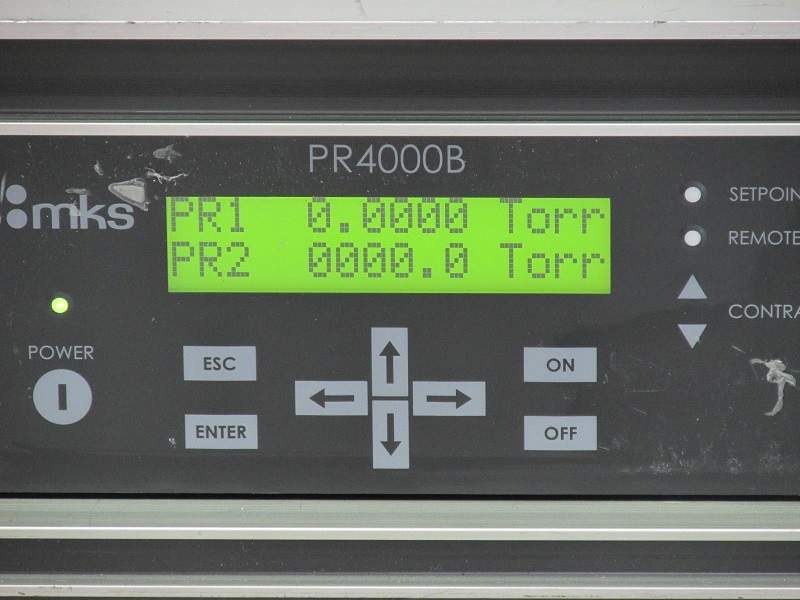 PR4000B
mks
PR1 0.0000 Torr
PR2 0000.0 Torr
SETPOIN
REMOTE
CONTRA
POWER
ESC
ON
ENTER
OFF